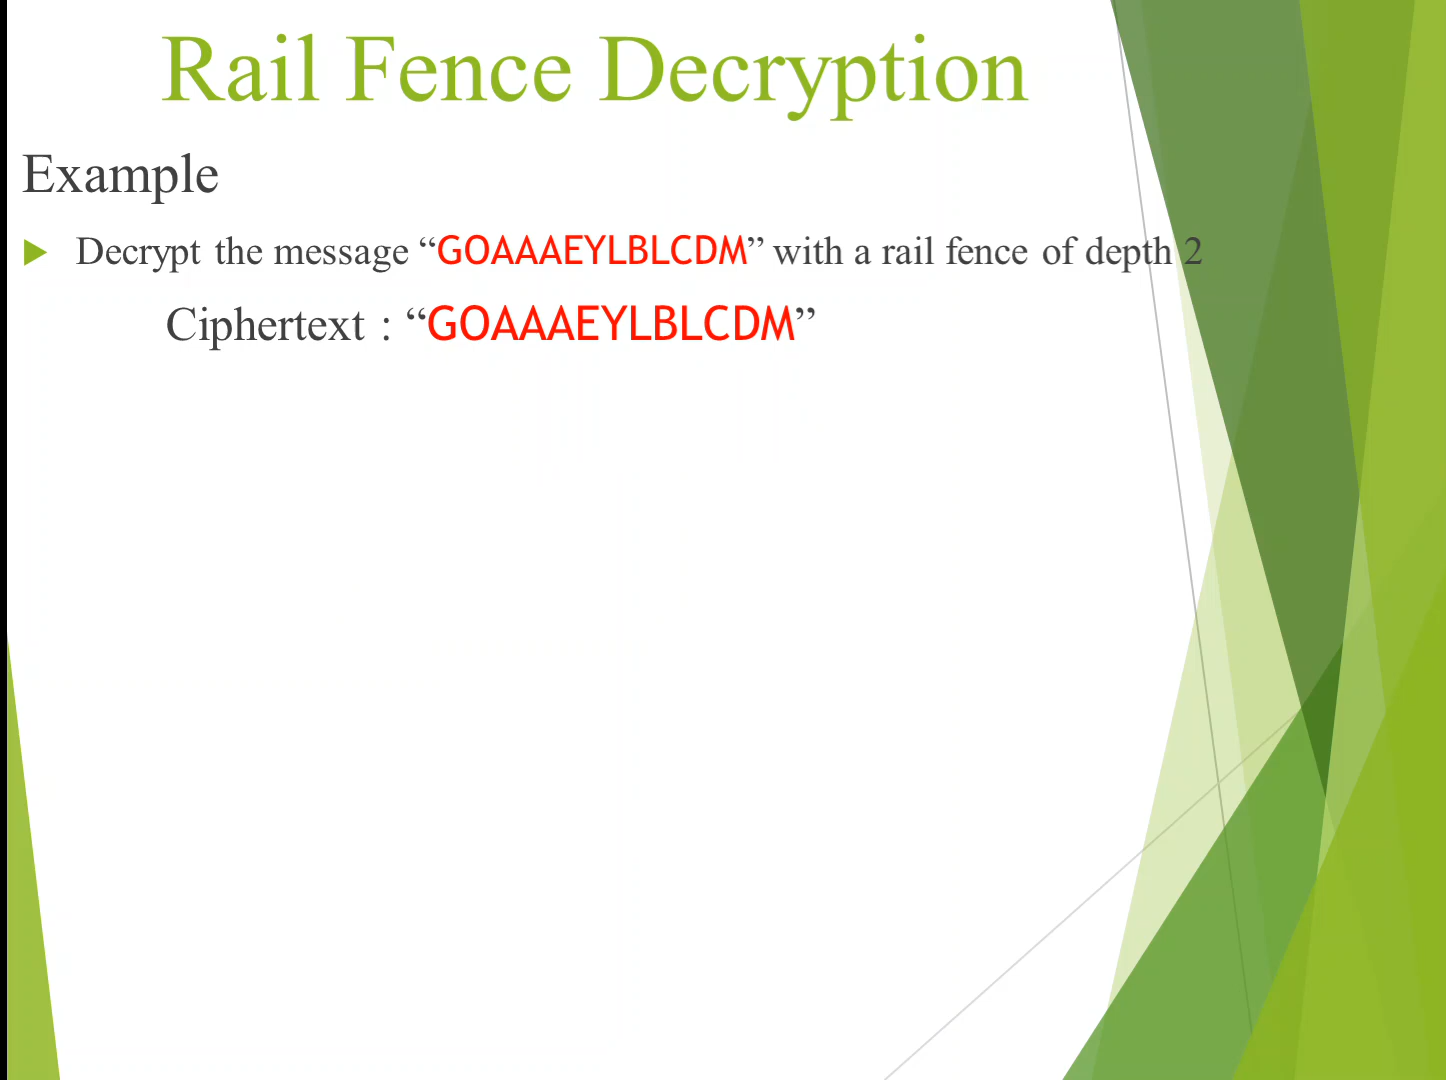 Rail Fence Decryption
Example
Decrypt the message “GOAAAEYLBLCDM” with a rail fence of depth 2
Ciphertext : “GOAAAEYLBLCDM”